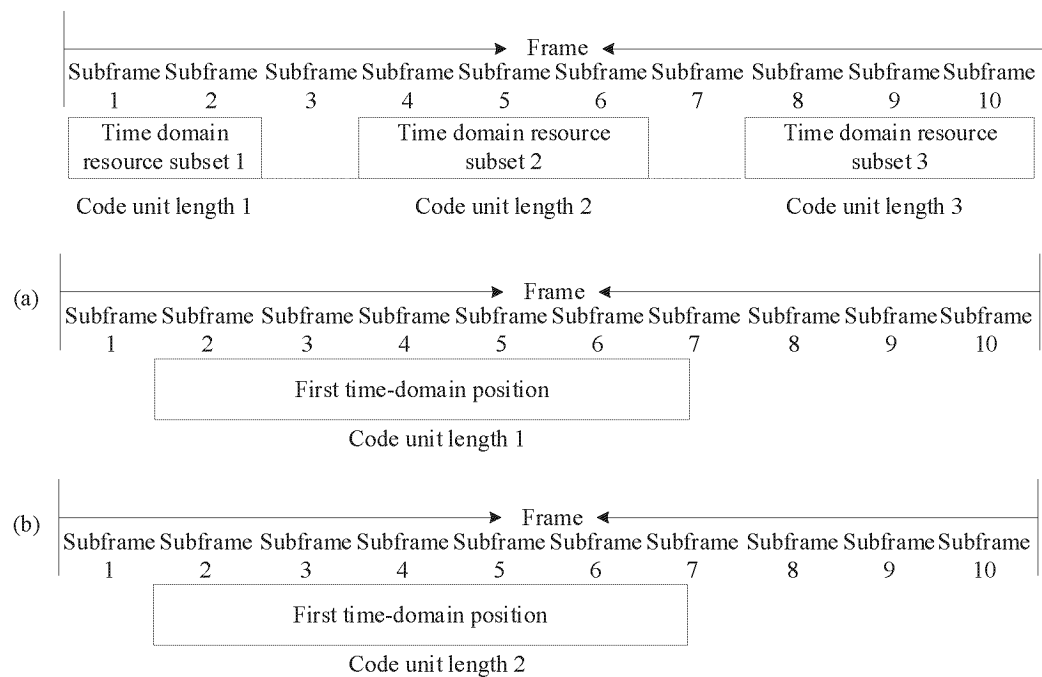 Frame
Subframe Subframe Subframe Subframe Subframe Subframe Subframe Subframe Subframe Subframe
1 2 3 4 5 6 7 8 9 10
Time domain resource subset 1
Time domain resource subset 2
Time domain resource subset 3
Code unit length 1 Code unit length 2 Code unit length 3
(a)
Frame
Subframe Subframe Subframe Subframe Subframe Subframe Subframe Subframe Subframe Subframe
1 2 3 4 5 6 7 8 9 10
First time-domain position
Code unit length 1
(b)
Frame
Subframe Subframe Subframe Subframe Subframe Subframe Subframe Subframe Subframe Subframe
1 2 3 4 5 6 7 8 9 10
First time-domain position
Code unit length 2